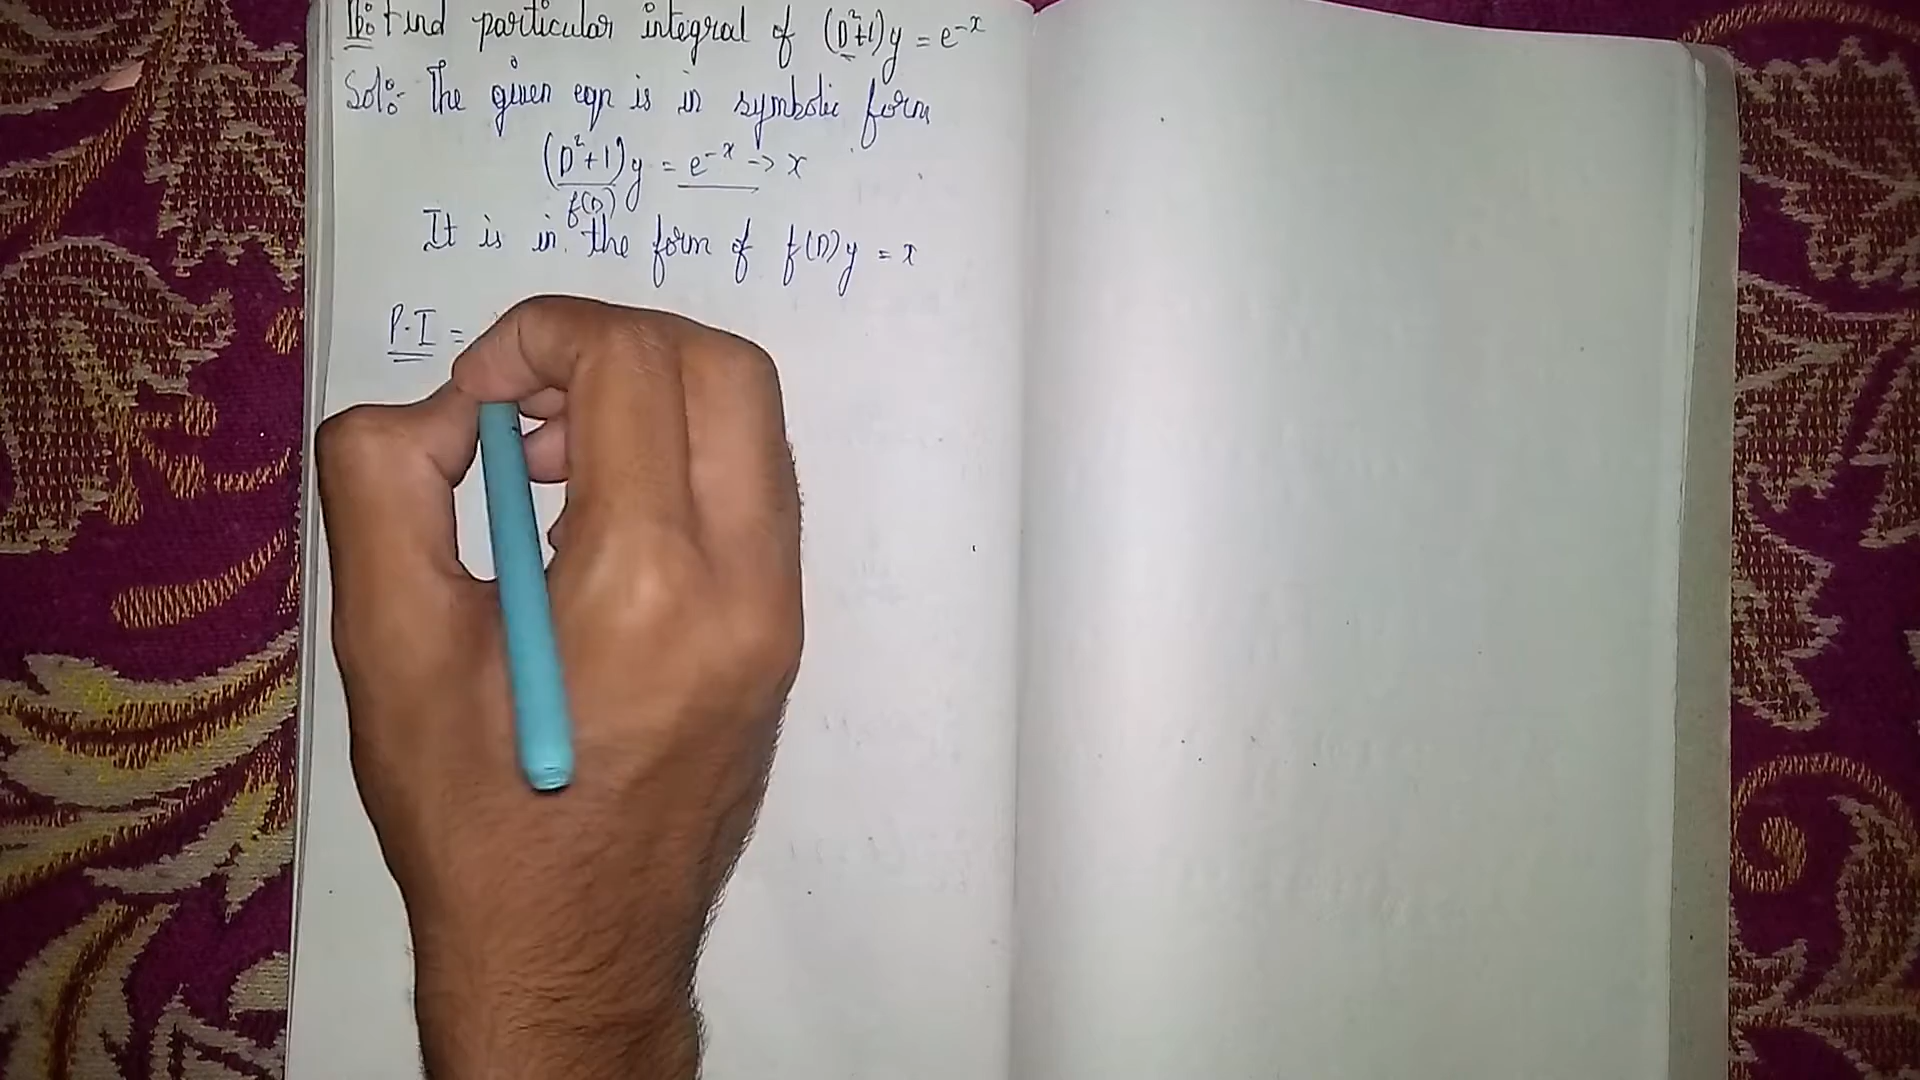 Find particular integral of (D²+1)y = e⁻ˣ
Sol:- The given eqn is in symbolic form
(D²+1)y = e⁻ˣ -> x
f(D)
It is in the form of f(D)y = x
P.I =